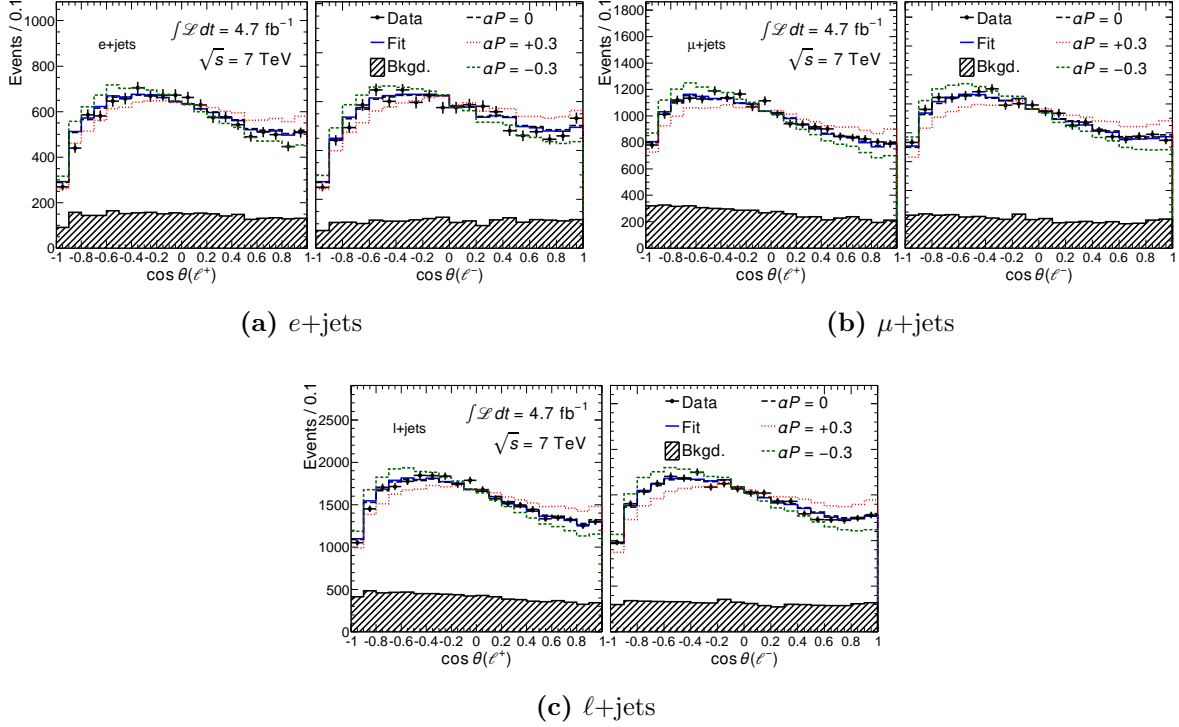 Events / 0.1
1000
800
600
400
200
0
e+jets
∫ℒ dt = 4.7 fb⁻¹
√s = 7 TeV
-1 -0.8 -0.6 -0.4 -0.2 0 0.2 0.4 0.6 0.8 1
cos θ(ℓ⁺)
Data
Fit
Bkgd.
αP = 0
αP = +0.3
αP = −0.3
-1 -0.8 -0.6 -0.4 -0.2 0 0.2 0.4 0.6 0.8 1
cos θ(ℓ⁻)
(a) e+jets
Events / 0.1
1800
1600
1400
1200
1000
800
600
400
200
0
μ+jets
∫ℒ dt = 4.7 fb⁻¹
√s = 7 TeV
-1 -0.8 -0.6 -0.4 -0.2 0 0.2 0.4 0.6 0.8 1
cos θ(ℓ⁺)
Data
Fit
Bkgd.
αP = 0
αP = +0.3
αP = −0.3
-1 -0.8 -0.6 -0.4 -0.2 0 0.2 0.4 0.6 0.8 1
cos θ(ℓ⁻)
(b) μ+jets
Events / 0.1
2500
2000
1500
1000
500
0
l+jets
∫ℒ dt = 4.7 fb⁻¹
√s = 7 TeV
-1 -0.8 -0.6 -0.4 -0.2 0 0.2 0.4 0.6 0.8 1
cos θ(ℓ⁺)
Data
Fit
Bkgd.
αP = 0
αP = +0.3
αP = −0.3
-1 -0.8 -0.6 -0.4 -0.2 0 0.2 0.4 0.6 0.8 1
cos θ(ℓ⁻)
(c) ℓ+jets